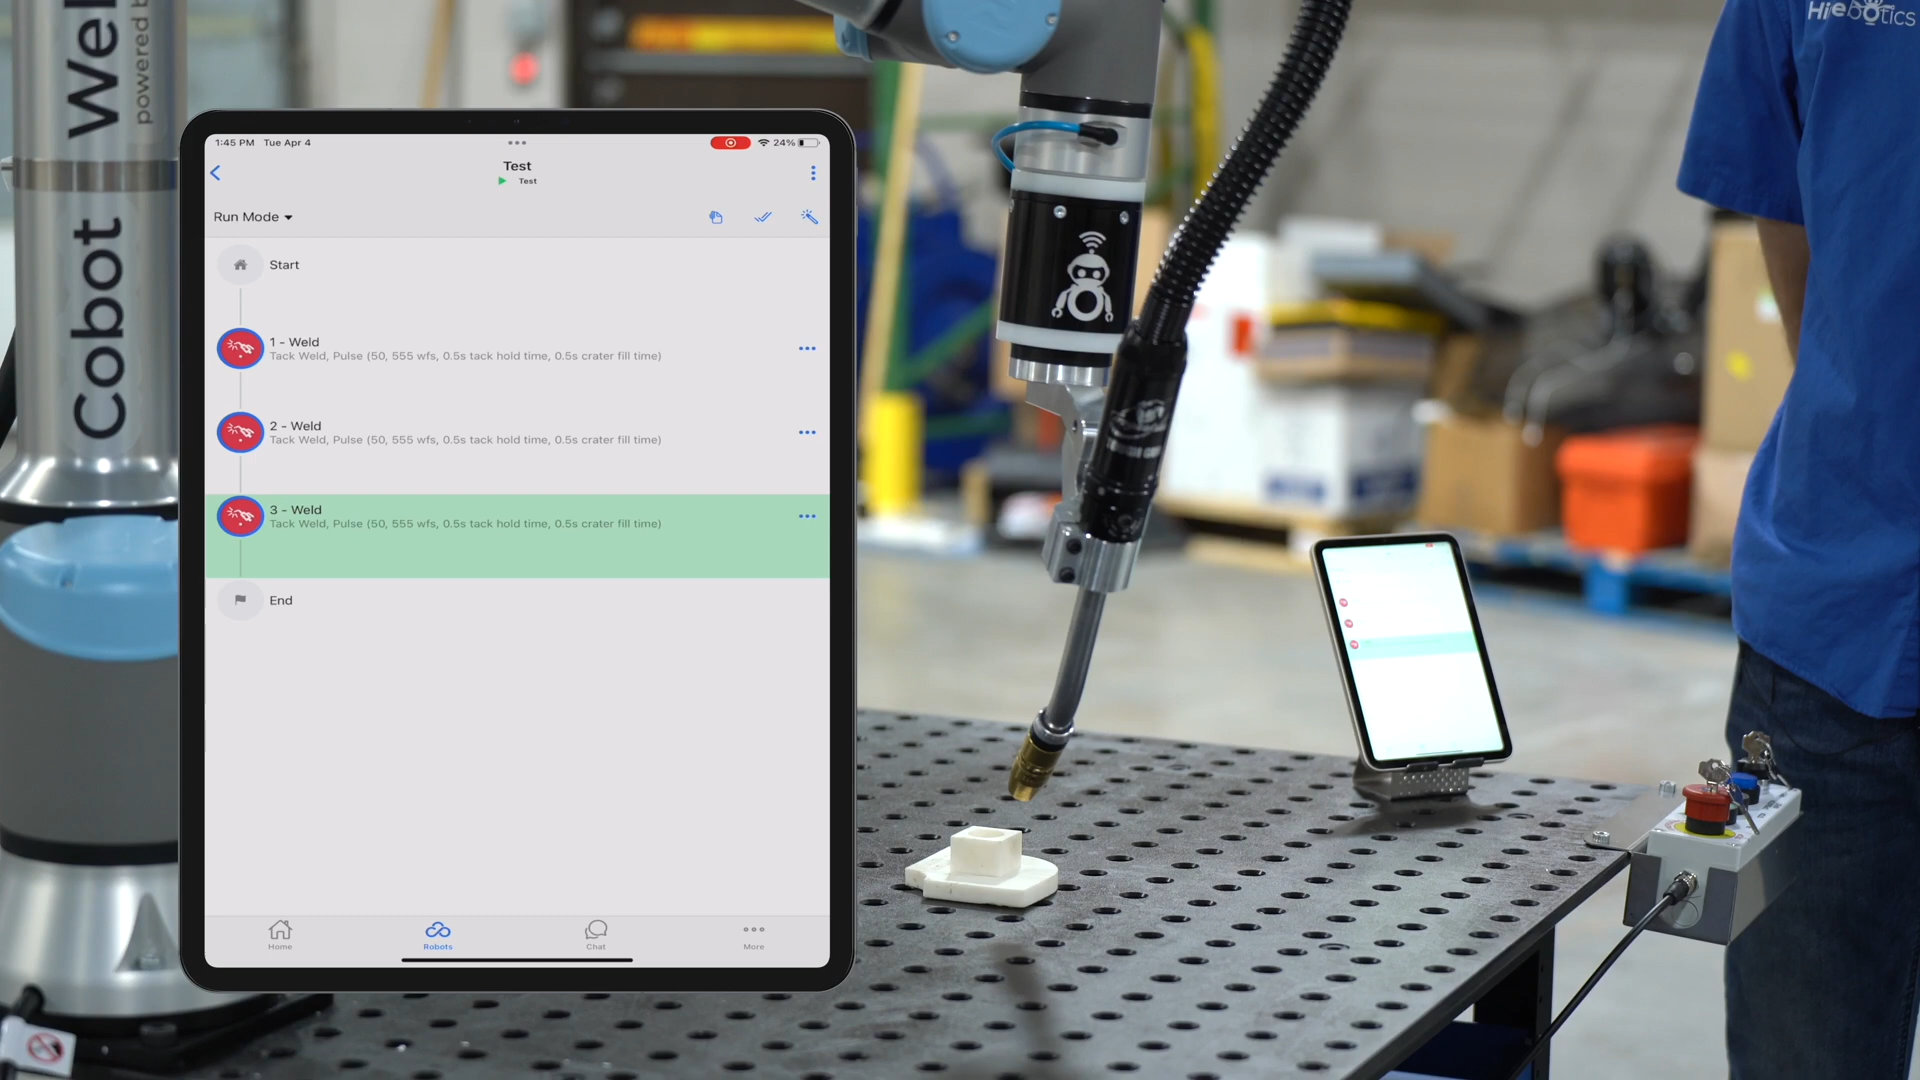 Cobot Wel
powered b
1:45 PM Tue Apr 4
24%
Test
Test
Run Mode
Start
1 - Weld
Tack Weld, Pulse (50, 555 wfs, 0.5s tack hold time, 0.5s crater fill time)
2 - Weld
Tack Weld, Pulse (50, 555 wfs, 0.5s tack hold time, 0.5s crater fill time)
3 - Weld
Tack Weld, Pulse (50, 555 wfs, 0.5s tack hold time, 0.5s crater fill time)
End
Home
Robots
Chat
More
Hirebotics